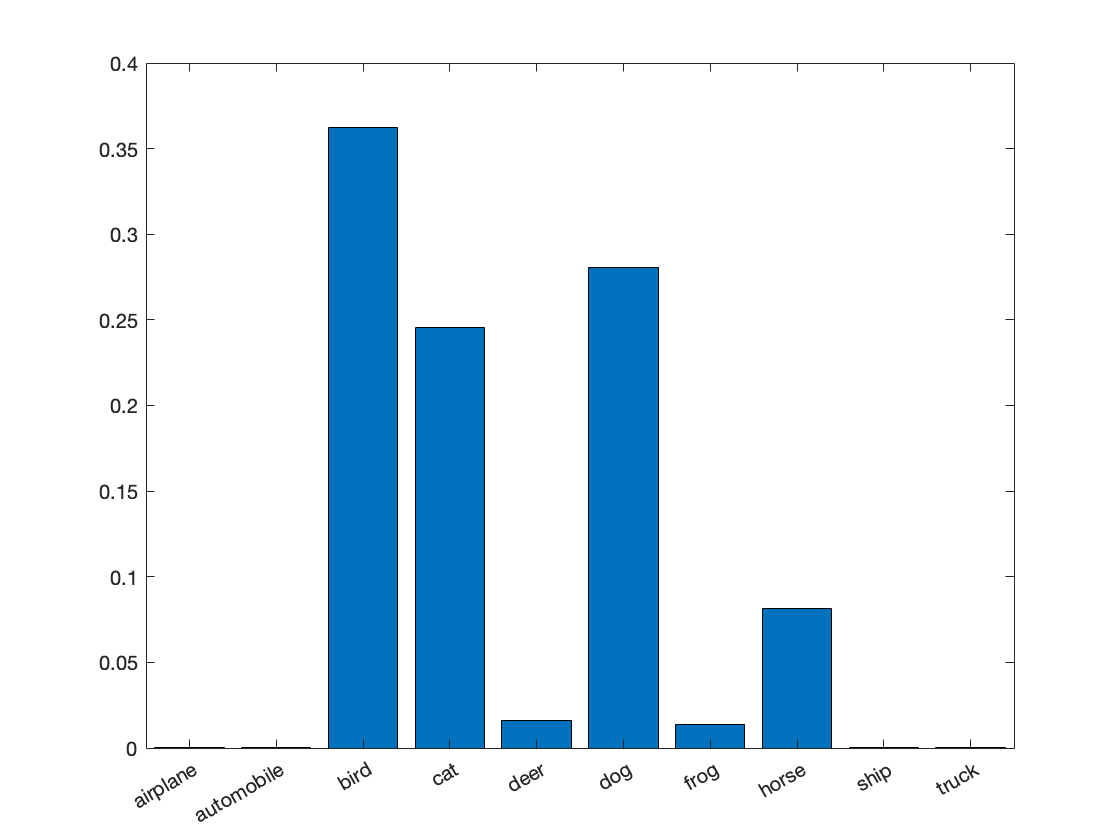 0.4
0.35
0.3
0.25
0.2
0.15
0.1
0.05
0
airplane
automobile
bird
cat
deer
dog
frog
horse
ship
truck